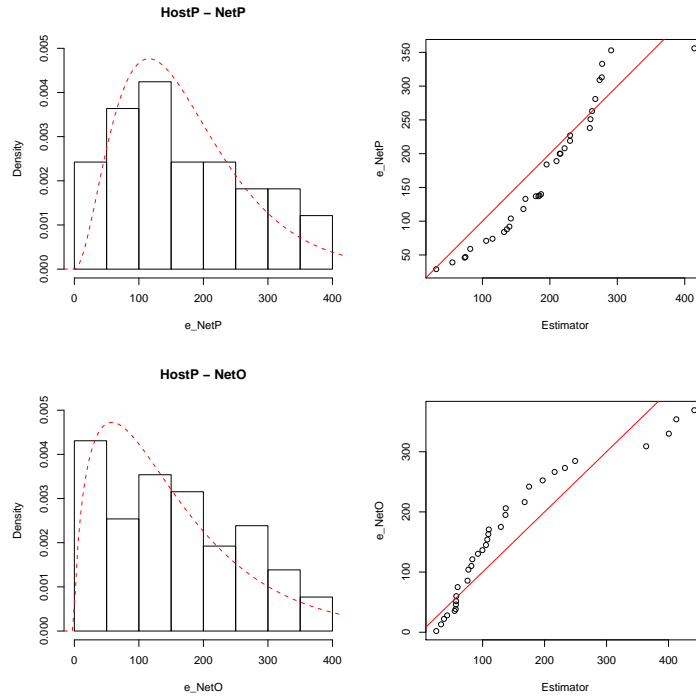 HostP – NetP
Density
0.000 0.001 0.002 0.003 0.004 0.005
0 100 200 300 400
e_NetP
e_NetP
50 100 150 200 250 300 350
100 200 300 400
Estimator
HostP – NetO
Density
0.000 0.001 0.002 0.003 0.004 0.005
0 100 200 300 400
e_NetO
e_NetO
0 100 200 300
100 200 300 400
Estimator